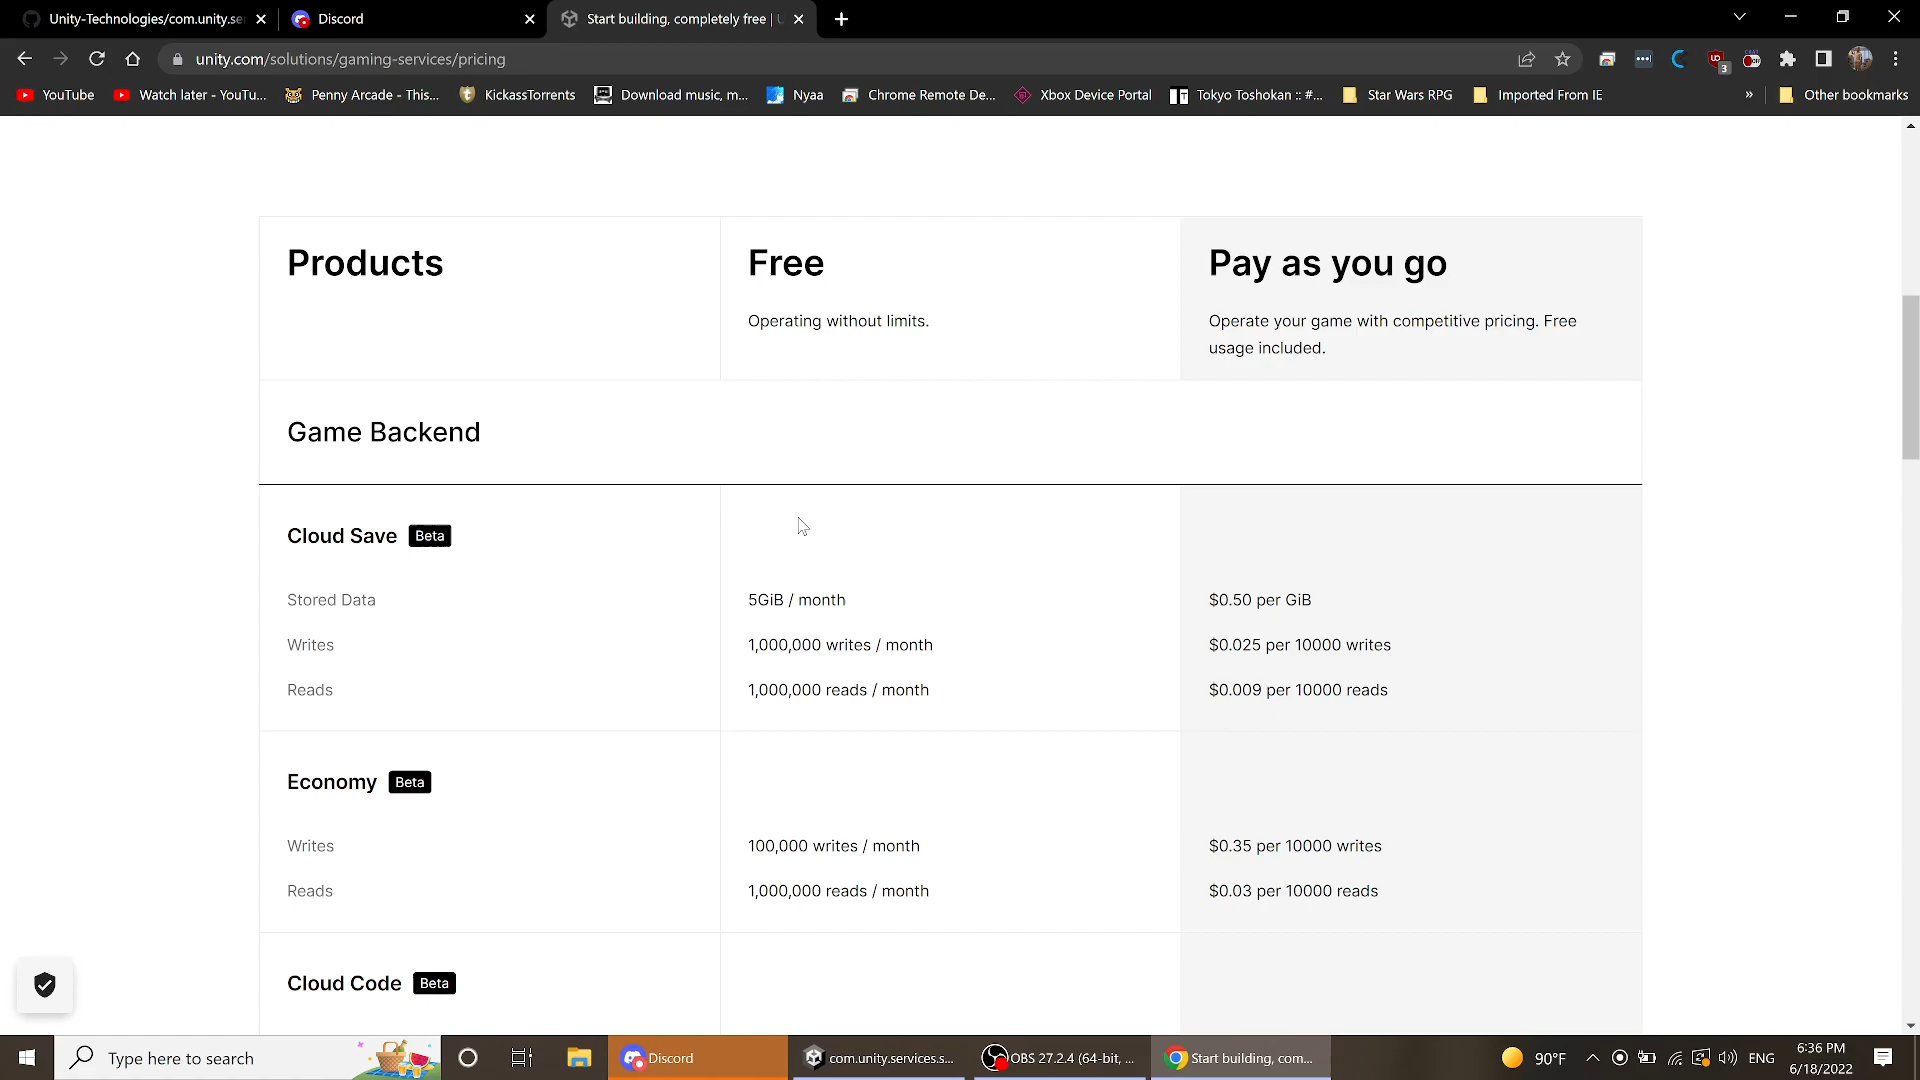 Unity-Technologies/com.unity.se
Discord
Start building, completely free |
unity.com/solutions/gaming-services/pricing
3
YouTube
Watch later - YouTu...
Penny Arcade - This...
KickassTorrents
Download music, m...
Nyaa
Chrome Remote De...
Xbox Device Portal
Tokyo Toshokan :: #...
Star Wars RPG
Imported From IE
»
Other bookmarks
Products
Free
Pay as you go
Operating without limits.
Operate your game with competitive pricing. Free
usage included.
Game Backend
Cloud Save Beta
Stored Data
5GiB / month
$0.50 per GiB
Writes
1,000,000 writes / month
$0.025 per 10000 writes
Reads
1,000,000 reads / month
$0.009 per 10000 reads
Economy Beta
Writes
100,000 writes / month
$0.35 per 10000 writes
Reads
1,000,000 reads / month
$0.03 per 10000 reads
Cloud Code Beta
Type here to search
Discord
com.unity.services.s...
OBS 27.2.4 (64-bit, ...
Start building, com...
90°F
ENG
6:36 PM
6/18/2022